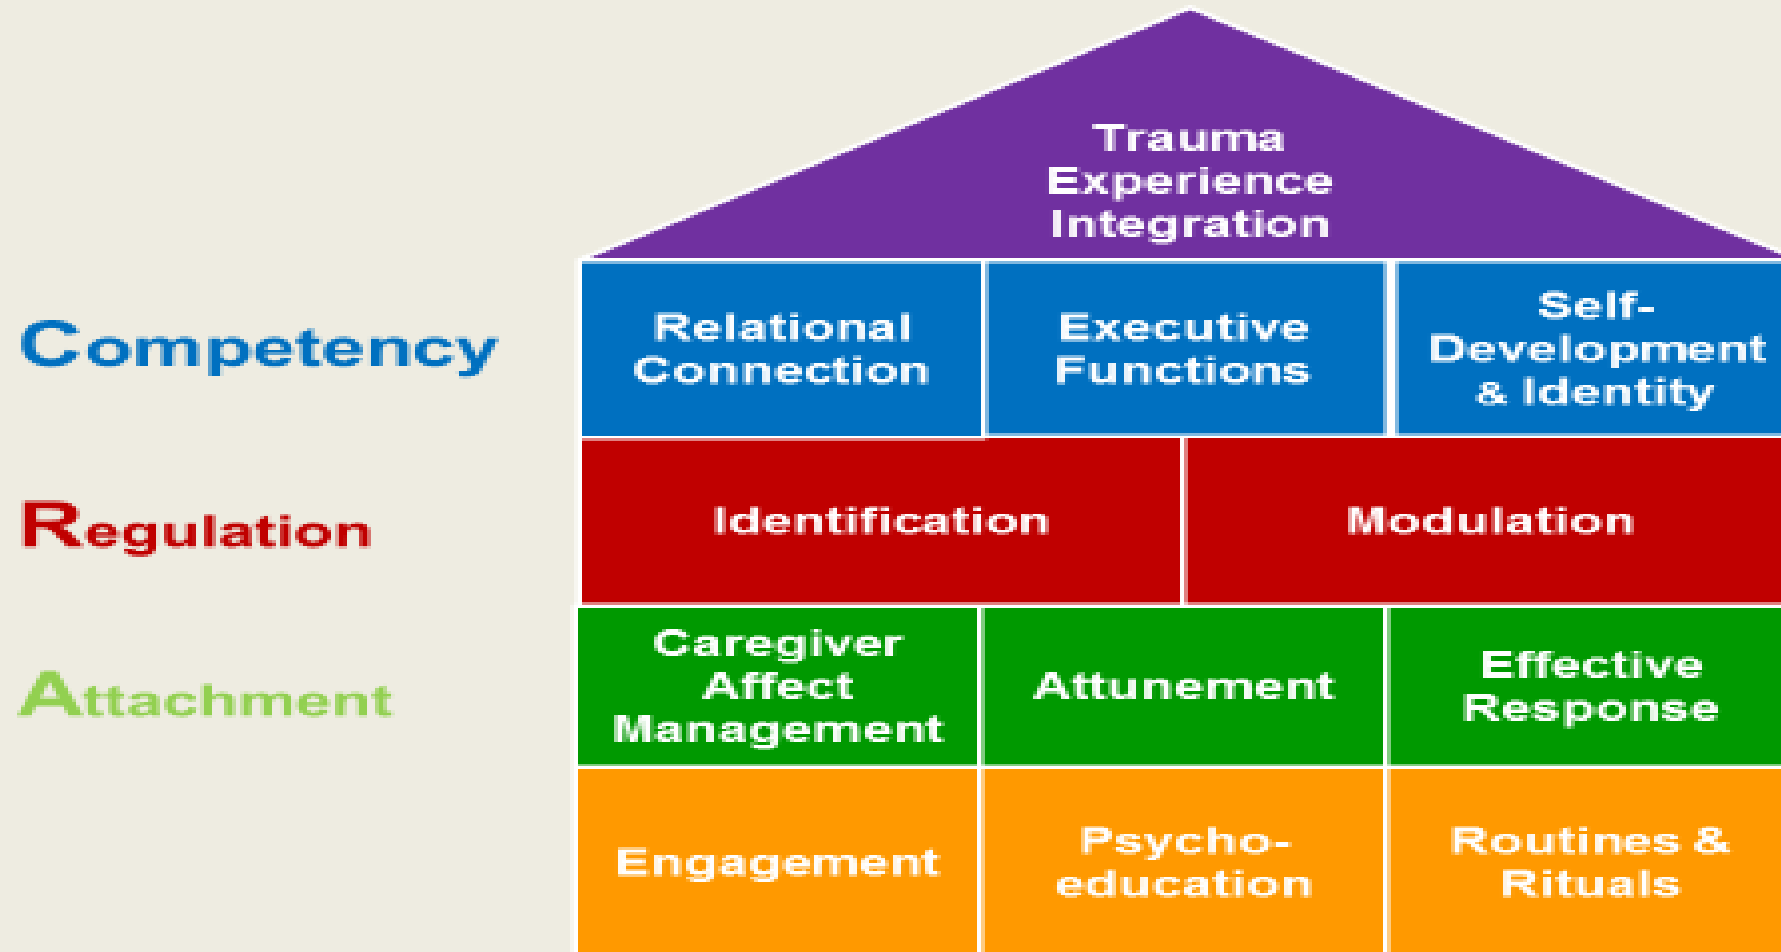 Trauma
Experience
Integration
Competency
Relational
Connection
Executive
Functions
Self-
Development
& Identity
Regulation
Identification
Modulation
Attachment
Caregiver
Affect
Management
Attunement
Effective
Response
Engagement
Psycho-
education
Routines &
Rituals